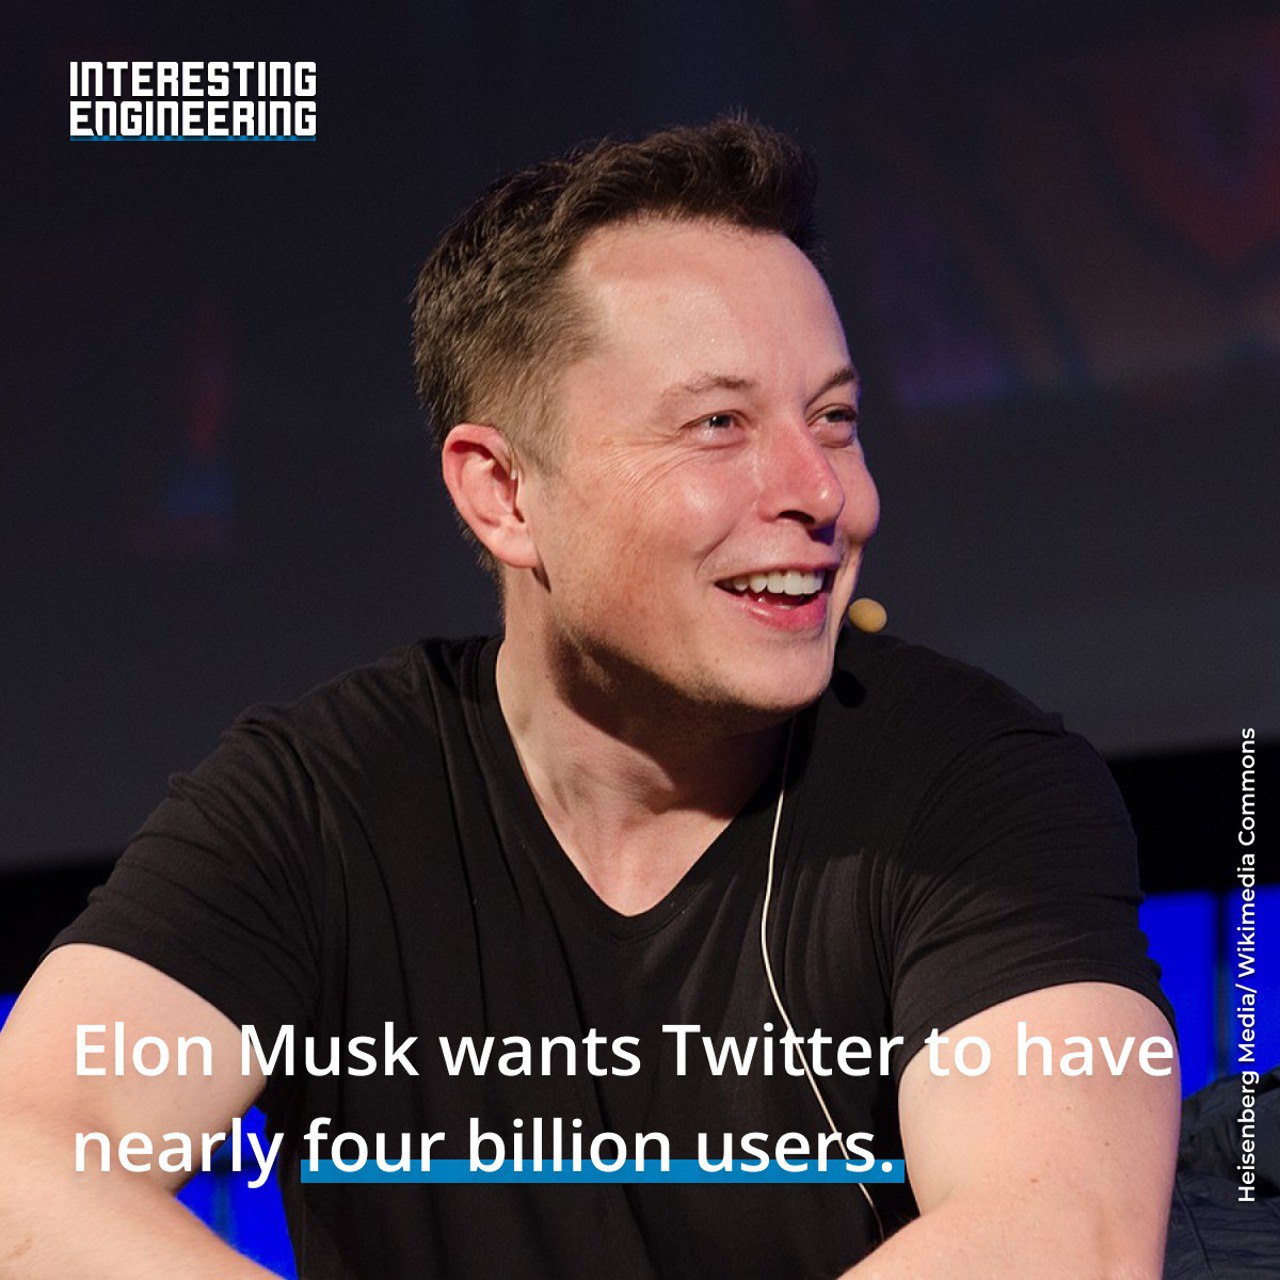 INTERESTING
ENGINEERING
Elon Musk wants Twitter to have
nearly four billion users.
Heisenberg Media/ Wikimedia Commons